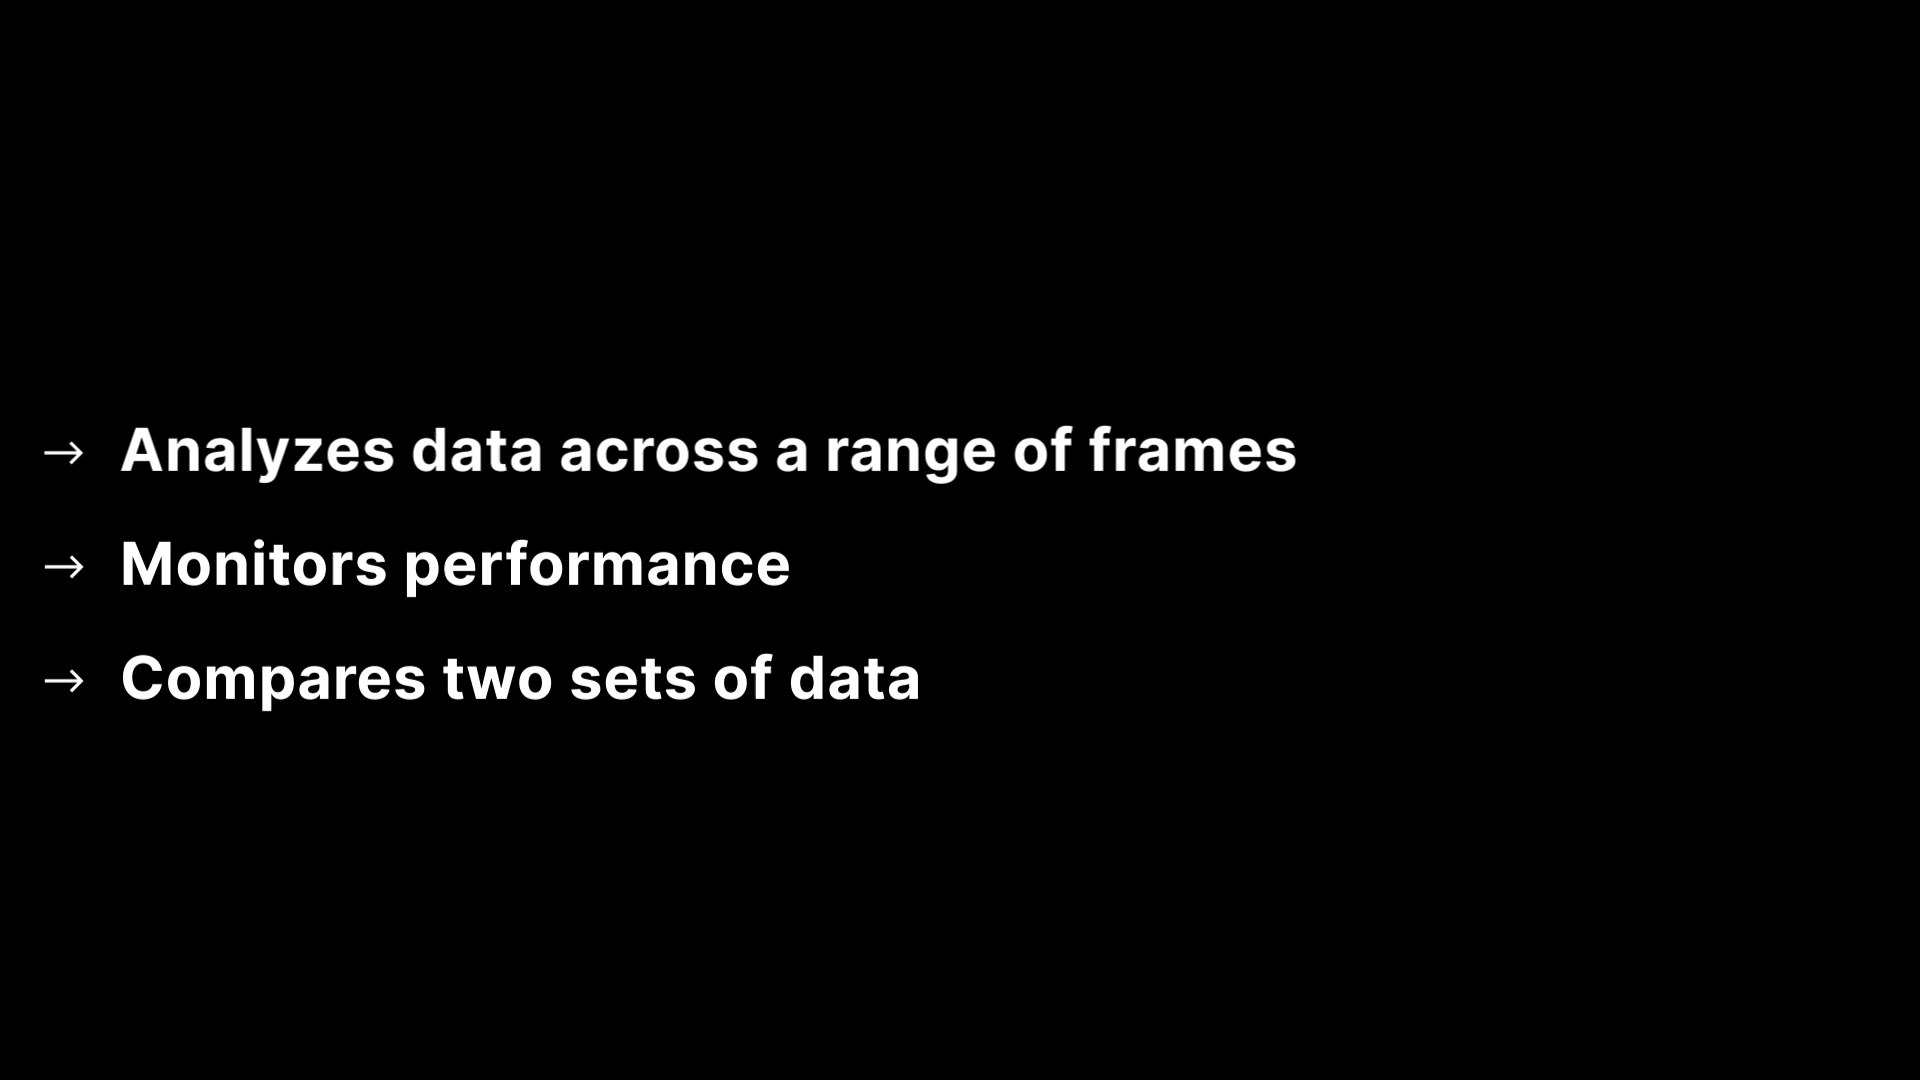 → Analyzes data across a range of frames
→ Monitors performance
→ Compares two sets of data